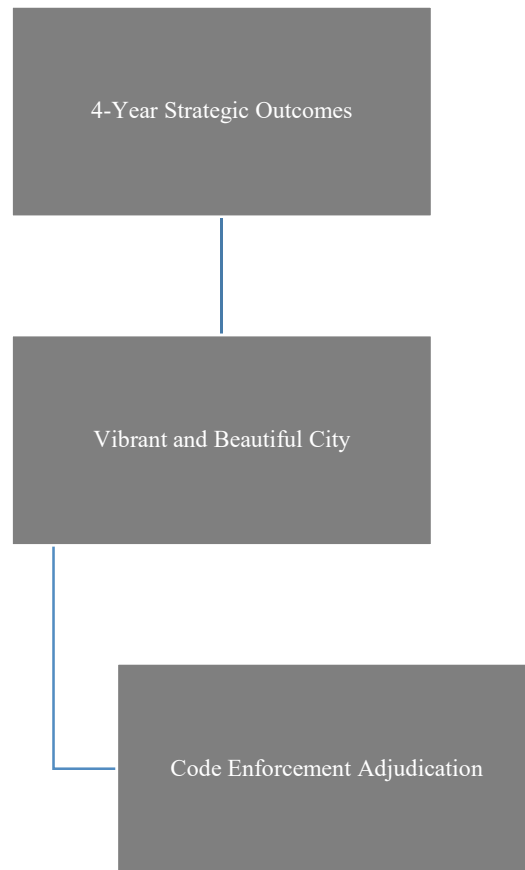 4-Year Strategic Outcomes
Vibrant and Beautiful City
Code Enforcement Adjudication